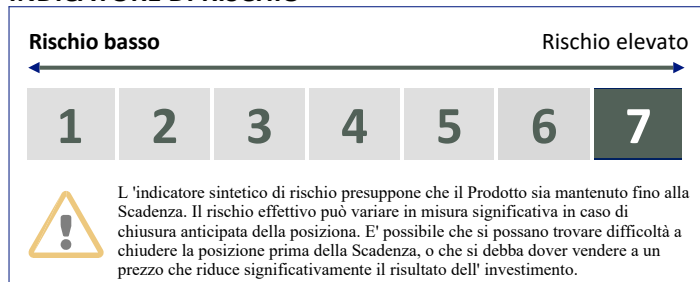 INDICATORE DI RISCHIO
Rischio basso Rischio elevato
1 2 3 4 5 6 7
L 'indicatore sintetico di rischio presuppone che il Prodotto sia mantenuto fino alla
Scadenza. Il rischio effettivo può variare in misura significativa in caso di
chiusura anticipata della posizione. E' possibile che si possano trovare difficoltà a
chiudere la posizione prima della Scadenza, o che si debba dover vendere a un
prezzo che riduce significativamente il risultato dell' investimento.